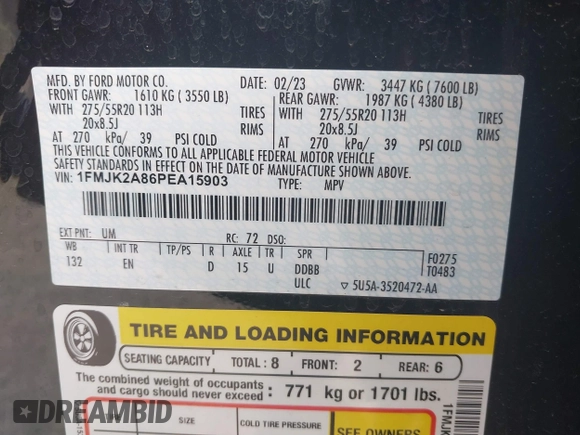 MFD. BY FORD MOTOR CO. DATE: 02/23 GVWR: 3447 KG (7600 LB)
FRONT GAWR: 1610 KG (3550 LB) REAR GAWR: 1987 KG (4380 LB)
WITH 275/55R20 113H TIRES WITH 275/55R20 113H TIRES
20x8.5J RIMS 20x8.5J RIMS
AT 270 kPa/ 39 PSI COLD AT 270 kPa/ 39 PSI COLD
THIS VEHICLE CONFORMS TO ALL APPLICABLE FEDERAL MOTOR VEHICLE
SAFETY STANDARDS IN EFFECT ON THE DATE OF MANUFACTURE SHOWN ABOVE.
VIN: 1FMJK2A86PEA15903 TYPE: MPV
EXT PNT: UM RC: 72 DSO:
WB INT TR TP/PS R AXLE TR SPR F0275
132 EN D 15 U DDBB T0483
ULC ▽ 5U5A-3520472-AA
TIRE AND LOADING INFORMATION
SEATING CAPACITY TOTAL: 8 FRONT: 2 REAR: 6
The combined weight of occupants
and cargo should never exceed : 771 kg or 1701 lbs.
SIZE COLD TIRE PRESSURE SEE OWNERS
1FMJK
DREAMBID